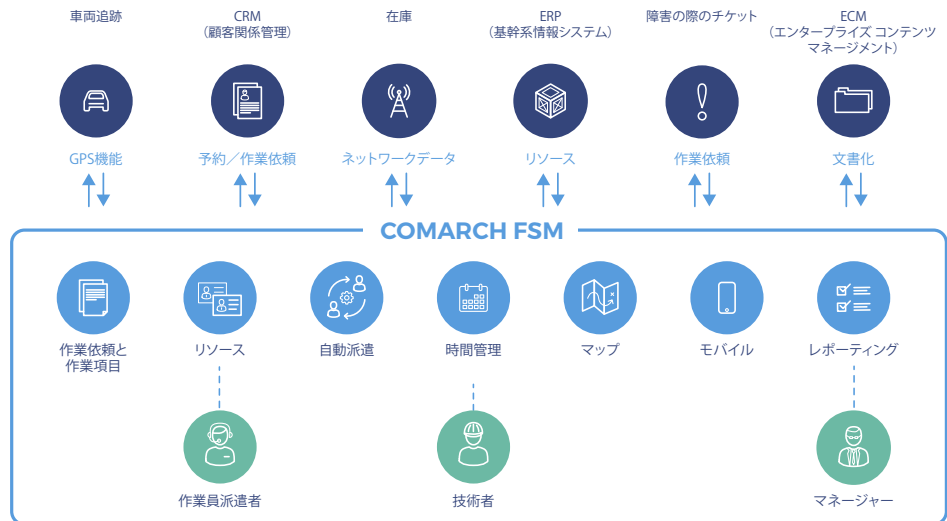 車両追跡
CRM
（顧客関係管理）
在庫
ERP
（基幹系情報システム）
障害の際のチケット
ECM
（エンタープライズ コンテンツ
マネージメント）
GPS機能
予約／作業依頼
ネットワークデータ
リソース
作業依頼
文書化
COMARCH FSM
作業依頼と
作業項目
リソース
自動派遣
時間管理
マップ
モバイル
レポーティング
作業員派遣者
技術者
マネージャー